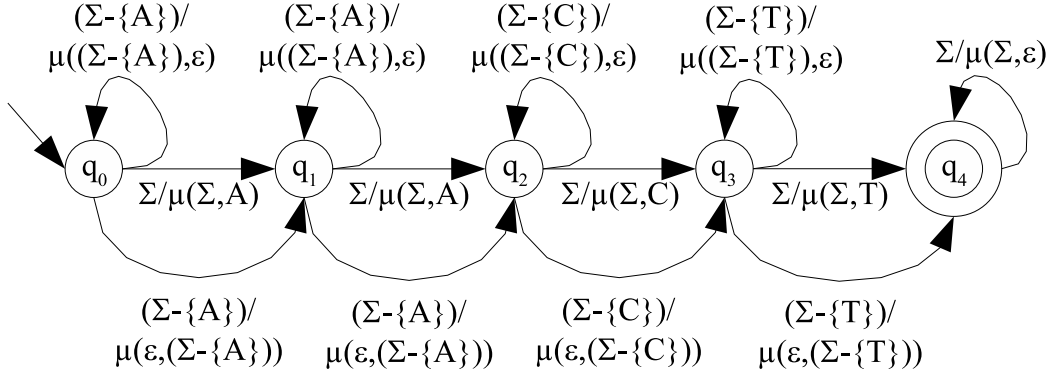 (Σ-{A})/ (Σ-{A})/ (Σ-{C})/ (Σ-{T})/
μ((Σ-{A}),ε) μ((Σ-{A}),ε) μ((Σ-{C}),ε) μ((Σ-{T}),ε) Σ/μ(Σ,ε)
q0 q1 q2 q3 q4
Σ/μ(Σ,A) Σ/μ(Σ,A) Σ/μ(Σ,C) Σ/μ(Σ,T)
(Σ-{A})/ (Σ-{A})/ (Σ-{C})/ (Σ-{T})/
μ(ε,(Σ-{A})) μ(ε,(Σ-{A})) μ(ε,(Σ-{C})) μ(ε,(Σ-{T}))